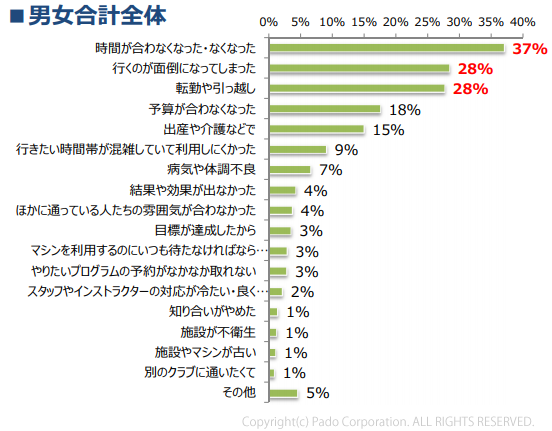 ■男女合計全体
0% 5% 10% 15% 20% 25% 30% 35% 40%
時間が合わなくなった・なくなった 37%
行くのが面倒になってしまった 28%
転勤や引っ越し 28%
予算が合わなくなった 18%
出産や介護などで 15%
行きたい時間帯が混雑していて利用しにくかった 9%
病気や体調不良 7%
結果や効果が出なかった 4%
ほかに通っている人たちの雰囲気が合わなかった 4%
目標が達成したから 3%
マシンを利用するのにいつも待たなければなら… 3%
やりたいプログラムの予約がなかなか取れない 3%
スタッフやインストラクターの対応が冷たい・良く… 2%
知り合いがやめた 1%
施設が不衛生 1%
施設やマシンが古い 1%
別のクラブに通いたくて 1%
その他 5%
Copyright(c) Pado Corporation. ALL RIGHTS RESERVED.